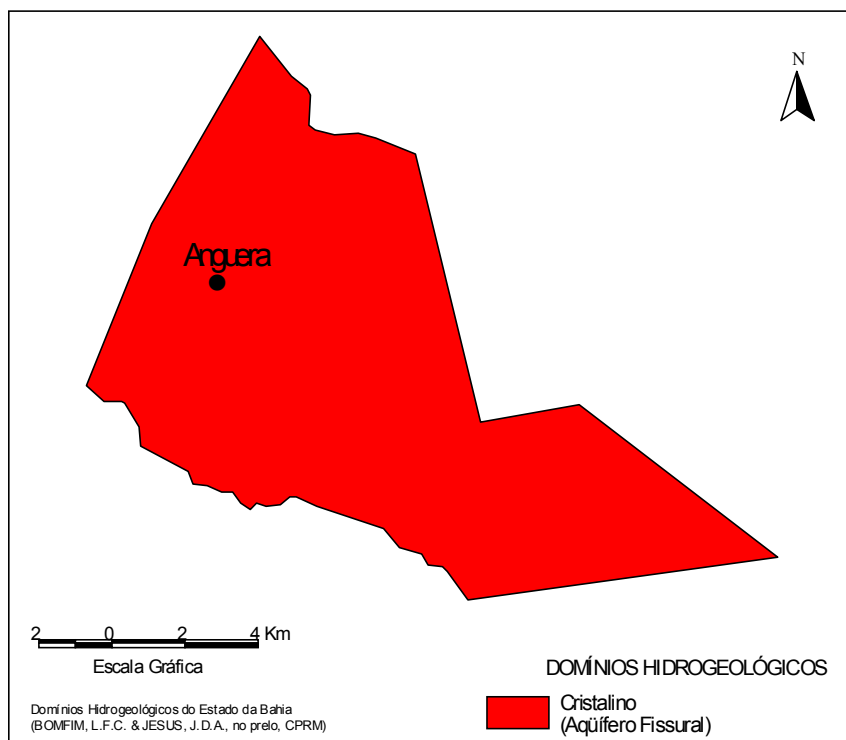 N
Anguera
2 0 2 4 Km
Escala Gráfica
DOMÍNIOS HIDROGEOLÓGICOS
Domínios Hidrogeológicos do Estado da Bahia
(BOMFIM, L.F.C. & JESUS, J.D.A., no prelo, CPRM)
Cristalino
(Aqüífero Fissural)